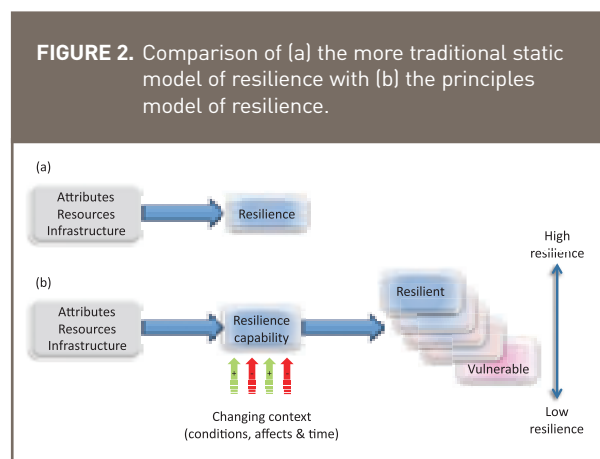 FIGURE 2. Comparison of (a) the more traditional static
model of resilience with (b) the principles
model of resilience.
(a)
Attributes
Resources
Infrastructure
Resilience
(b)
Attributes
Resources
Infrastructure
Resilience
capability
+ - + -
Changing context
(conditions, affects & time)
Resilient
Vulnerable
High
resilience
Low
resilience